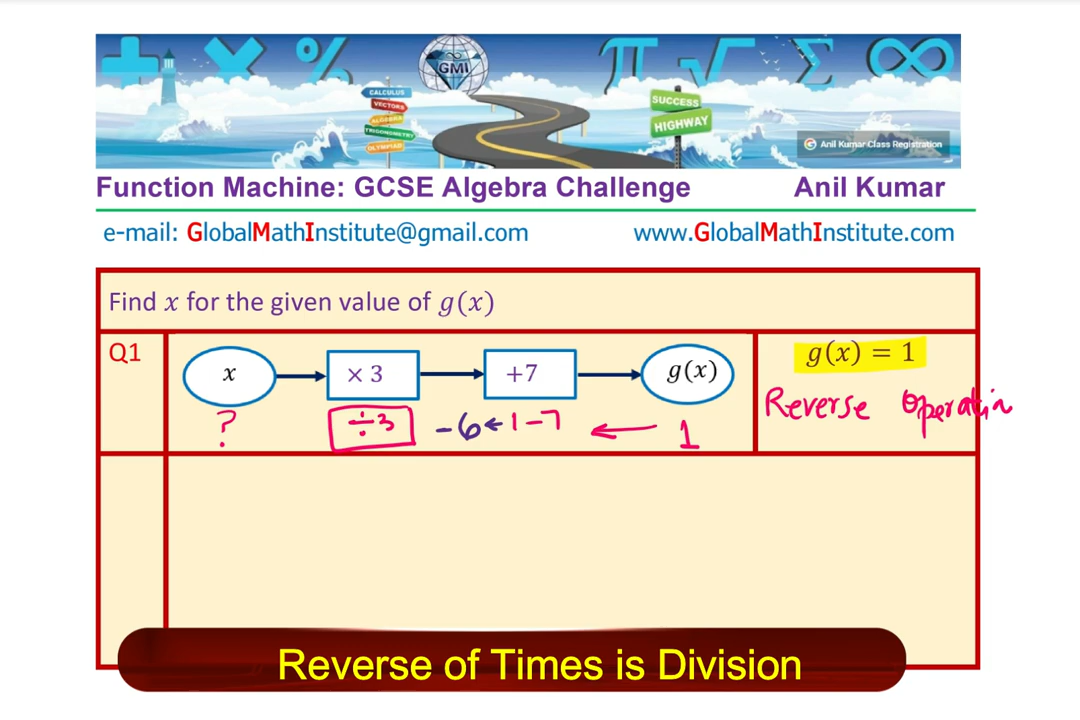 GMI
CALCULUS
VECTORS
ALGEBRA
TRIGONOMETRY
OLYMPIAD
SUCCESS
HIGHWAY
Anil Kumar Class Registration
Function Machine: GCSE Algebra Challenge Anil Kumar
e-mail: GlobalMathInstitute@gmail.com www.GlobalMathInstitute.com
Find x for the given value of g(x)
Q1 x × 3 +7 g(x) g(x) = 1
? ÷3 -6 ← 1-7 ← 1 Reverse Operatin
Reverse of Times is Division